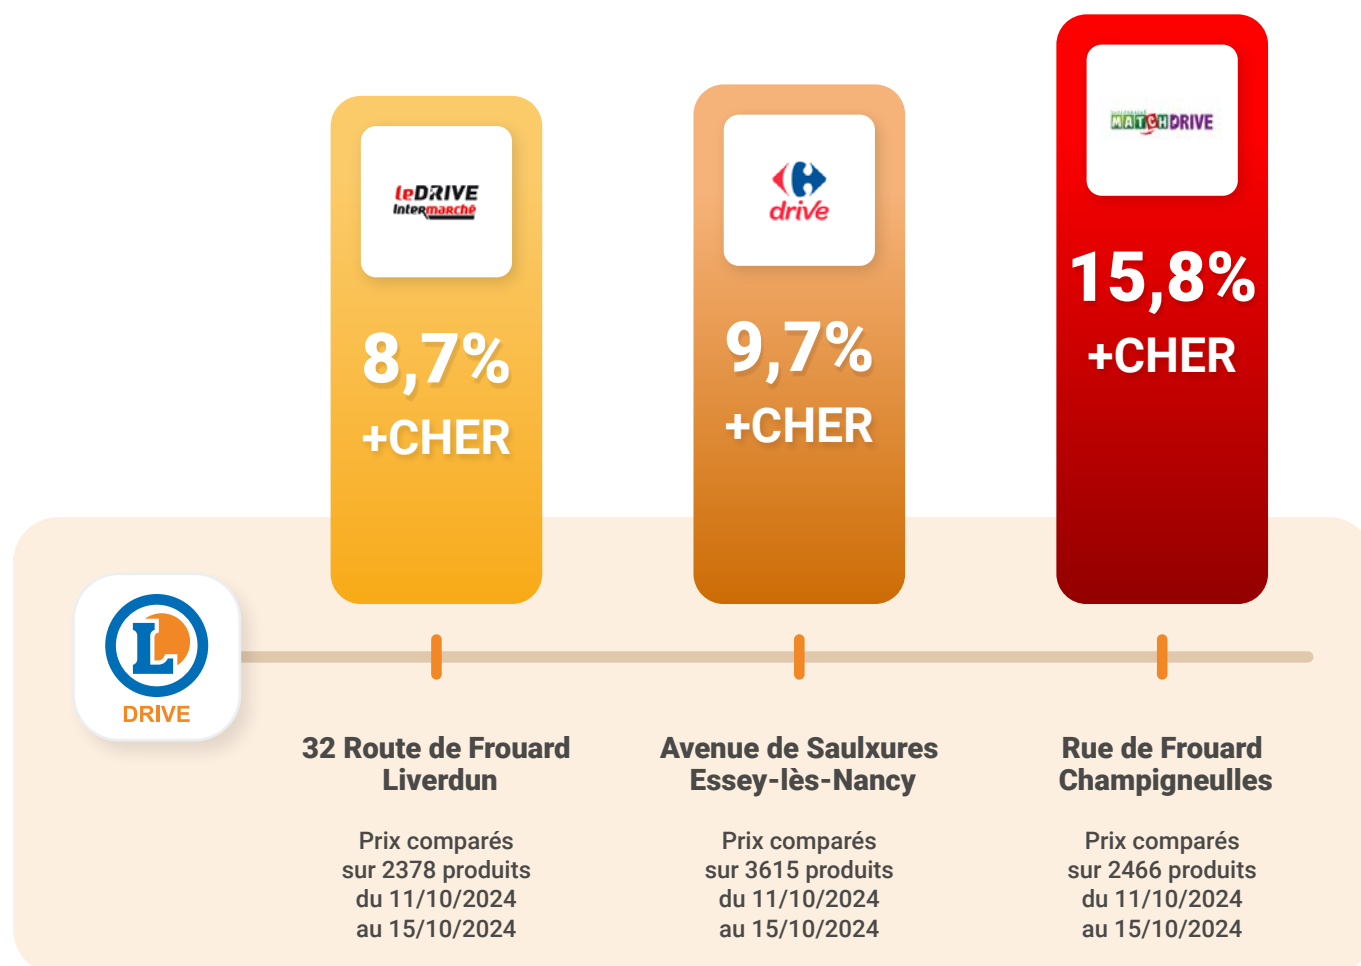 leDRIVE
Intermarché
8,7%
+CHER
drive
9,7%
+CHER
MATCH DRIVE
15,8%
+CHER
L
DRIVE
32 Route de Frouard
Liverdun
Prix comparés
sur 2378 produits
du 11/10/2024
au 15/10/2024
Avenue de Saulxures
Essey-lès-Nancy
Prix comparés
sur 3615 produits
du 11/10/2024
au 15/10/2024
Rue de Frouard
Champigneulles
Prix comparés
sur 2466 produits
du 11/10/2024
au 15/10/2024